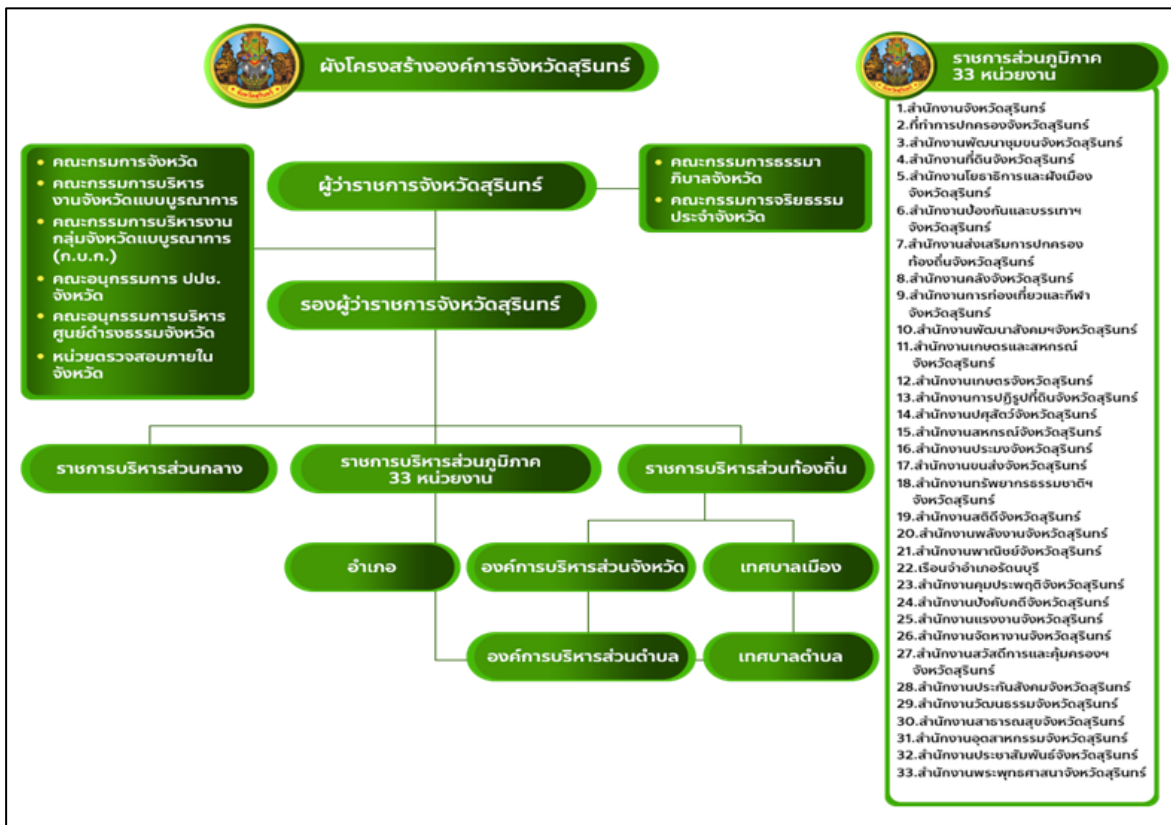 ผังโครงสร้างองค์การจังหวัดสุรินทร์
คณะกรมการจังหวัด
คณะกรรมการบริหาร
งานจังหวัดแบบบูรณาการ
คณะกรรมการบริหารงาน
กลุ่มจังหวัดแบบบูรณาการ
(ก.บ.ก.)
คณะอนุกรรมการ ปปช.
จังหวัด
คณะอนุกรรมการบริหาร
ศูนย์ดำรงธรรมจังหวัด
หน่วยตรวจสอบภายใน
จังหวัด
ผู้ว่าราชการจังหวัดสุรินทร์
คณะกรรมการธรรมา
ภิบาลจังหวัด
คณะกรรมการจริยธรรม
ประจำจังหวัด
รองผู้ว่าราชการจังหวัดสุรินทร์
ราชการบริหารส่วนกลาง
ราชการบริหารส่วนภูมิภาค
33 หน่วยงาน
ราชการบริหารส่วนท้องถิ่น
อำเภอ
องค์การบริหารส่วนจังหวัด
เทศบาลเมือง
องค์การบริหารส่วนตำบล
เทศบาลตำบล
ราชการส่วนภูมิภาค
33 หน่วยงาน
1.สำนักงานจังหวัดสุรินทร์
2.ที่ทำการปกครองจังหวัดสุรินทร์
3.สำนักงานพัฒนาชุมชนจังหวัดสุรินทร์
4.สำนักงานที่ดินจังหวัดสุรินทร์
5.สำนักงานโยธาธิการและผังเมือง
จังหวัดสุรินทร์
6.สำนักงานป้องกันและบรรเทาฯ
จังหวัดสุรินทร์
7.สำนักงานส่งเสริมการปกครอง
ท้องถิ่นจังหวัดสุรินทร์
8.สำนักงานคลังจังหวัดสุรินทร์
9.สำนักงานการท่องเที่ยวและกีฬา
จังหวัดสุรินทร์
10.สำนักงานพัฒนาสังคมฯจังหวัดสุรินทร์
11.สำนักงานเกษตรและสหกรณ์
จังหวัดสุรินทร์
12.สำนักงานเกษตรจังหวัดสุรินทร์
13.สำนักงานการปฏิรูปที่ดินจังหวัดสุรินทร์
14.สำนักงานปศุสัตว์จังหวัดสุรินทร์
15.สำนักงานสหกรณ์จังหวัดสุรินทร์
16.สำนักงานประมงจังหวัดสุรินทร์
17.สำนักงานขนส่งจังหวัดสุรินทร์
18.สำนักงานทรัพยากรธรรมชาติฯ
จังหวัดสุรินทร์
19.สำนักงานสถิติจังหวัดสุรินทร์
20.สำนักงานพลังงานจังหวัดสุรินทร์
21.สำนักงานพาณิชย์จังหวัดสุรินทร์
22.เรือนจำอำเภอรัตนบุรี
23.สำนักงานคุมประพฤติจังหวัดสุรินทร์
24.สำนักงานบังคับคดีจังหวัดสุรินทร์
25.สำนักงานแรงงานจังหวัดสุรินทร์
26.สำนักงานจัดหางานจังหวัดสุรินทร์
27.สำนักงานสวัสดิการและคุ้มครองฯ
จังหวัดสุรินทร์
28.สำนักงานประกันสังคมจังหวัดสุรินทร์
29.สำนักงานวัฒนธรรมจังหวัดสุรินทร์
30.สำนักงานสาธารณสุขจังหวัดสุรินทร์
31.สำนักงานอุตสาหกรรมจังหวัดสุรินทร์
32.สำนักงานประชาสัมพันธ์จังหวัดสุรินทร์
33.สำนักงานพระพุทธศาสนาจังหวัดสุรินทร์